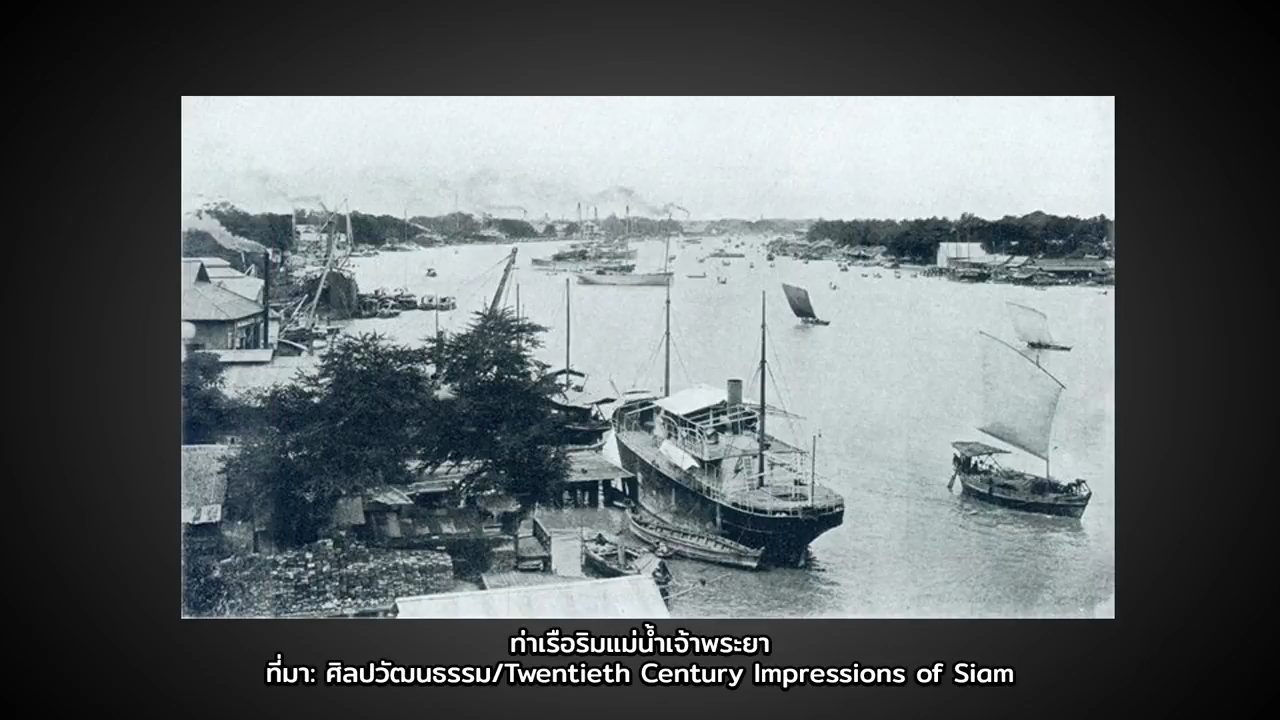 ท่าเรือริมแม่น้ำเจ้าพระยา
ที่มา: ศิลปวัฒนธรรม/Twentieth Century Impressions of Siam